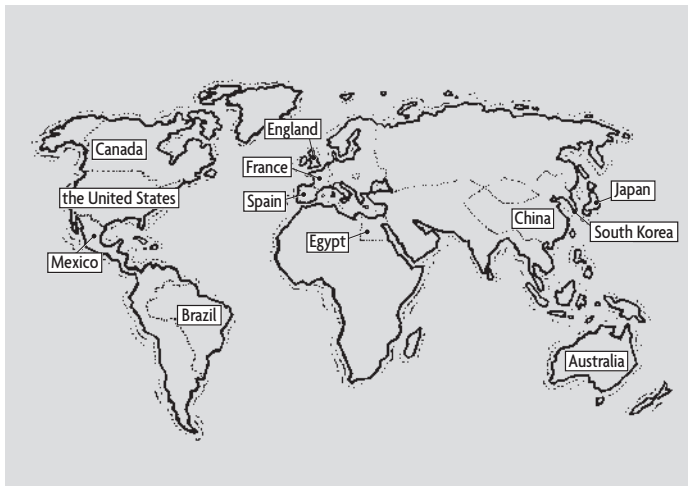 England
Canada
France
the United States
Spain
Japan
China
South Korea
Egypt
Mexico
Brazil
Australia